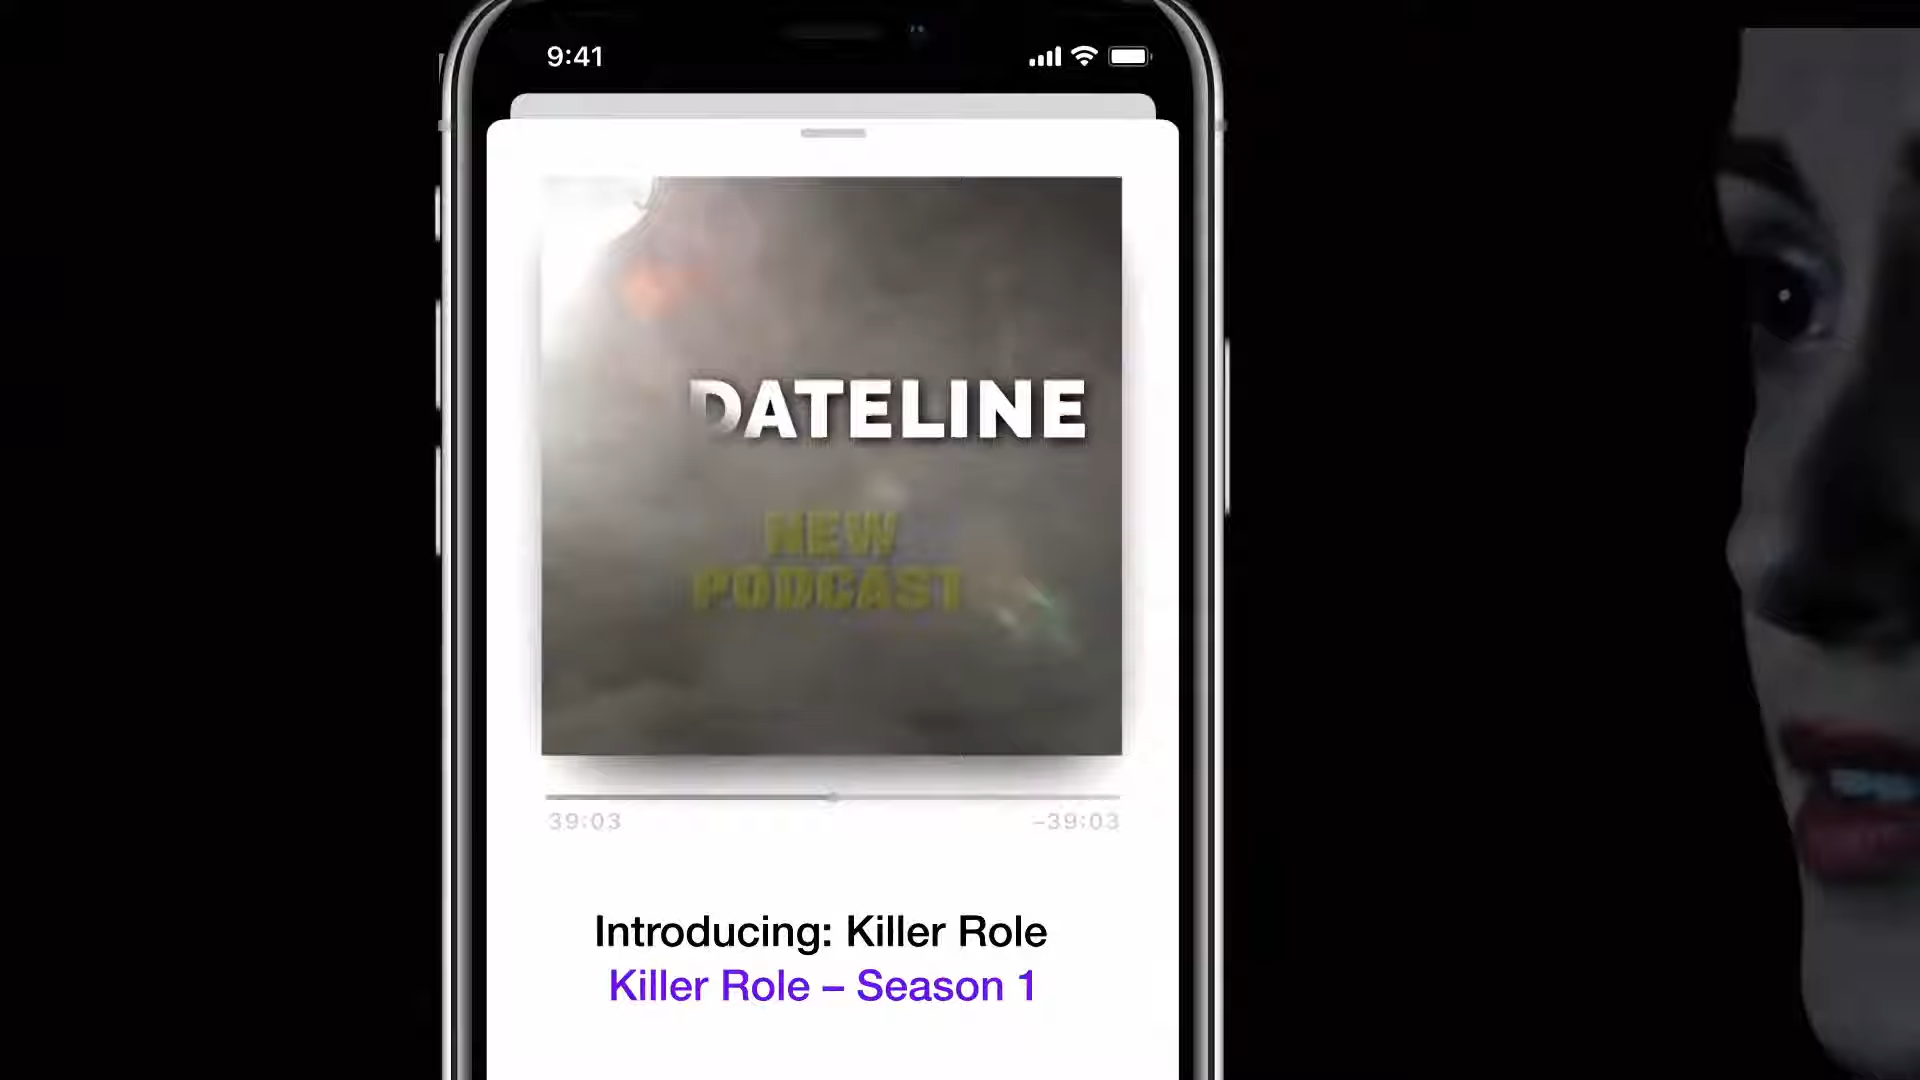 9:41
DATELINE
NEW
PODCAST
39:03
-39:03
Introducing: Killer Role
Killer Role – Season 1